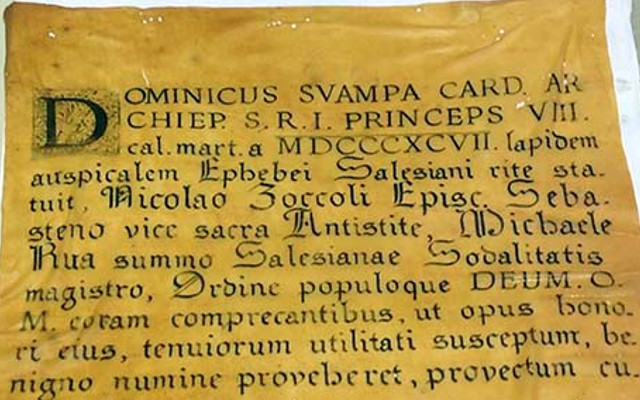 DOMINICUS SVAMPA CARD. AR
CHIEP. S. R. I. PRINCEPS VIII.
cal. mart. a MDCCCXCVII. lapidem
auspicalem Ephebei Salesiani rite sta-
tuit, Nicolao Zoccoli Episc. Seba-
steno vice sacra Antistite, Michaele
Rua summo Salesianae Sodalitatis
magistro, Ordine populoque DEUM. O.
M. coram comprecantibus, ut opus hono-
ri eius, tenuiorum utilitati susceptum, be-
nigno numine proveheret, provectum cu-